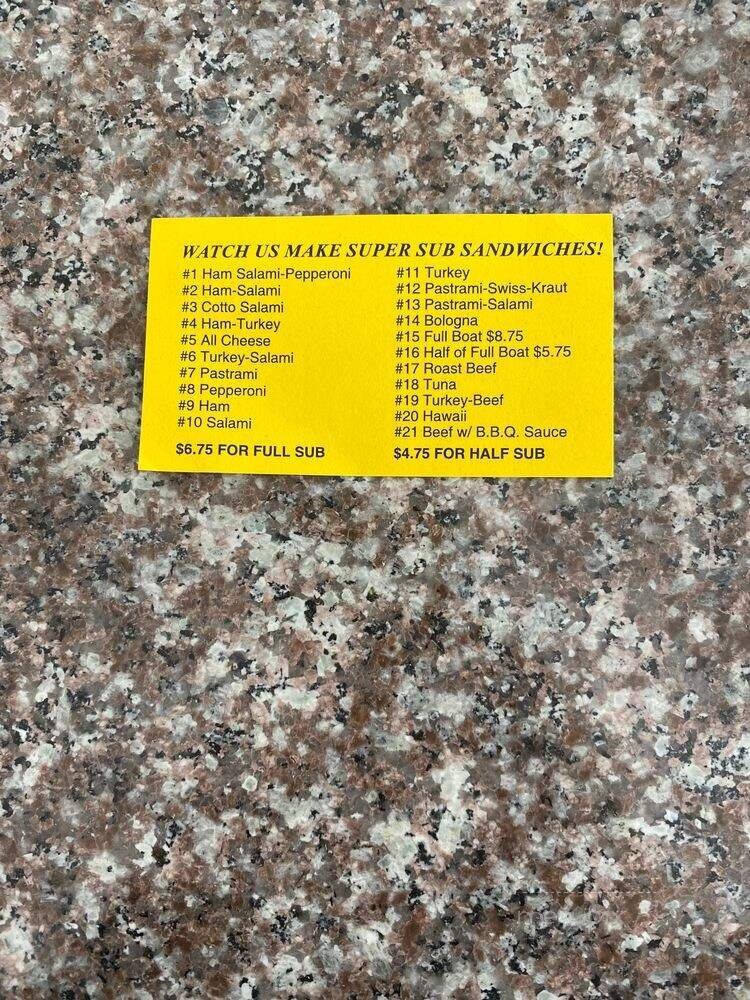 WATCH US MAKE SUPER SUB SANDWICHES!
#1 Ham Salami-Pepperoni
#2 Ham-Salami
#3 Cotto Salami
#4 Ham-Turkey
#5 All Cheese
#6 Turkey-Salami
#7 Pastrami
#8 Pepperoni
#9 Ham
#10 Salami
$6.75 FOR FULL SUB
#11 Turkey
#12 Pastrami-Swiss-Kraut
#13 Pastrami-Salami
#14 Bologna
#15 Full Boat $8.75
#16 Half of Full Boat $5.75
#17 Roast Beef
#18 Tuna
#19 Turkey-Beef
#20 Hawaii
#21 Beef w/ B.B.Q. Sauce
$4.75 FOR HALF SUB